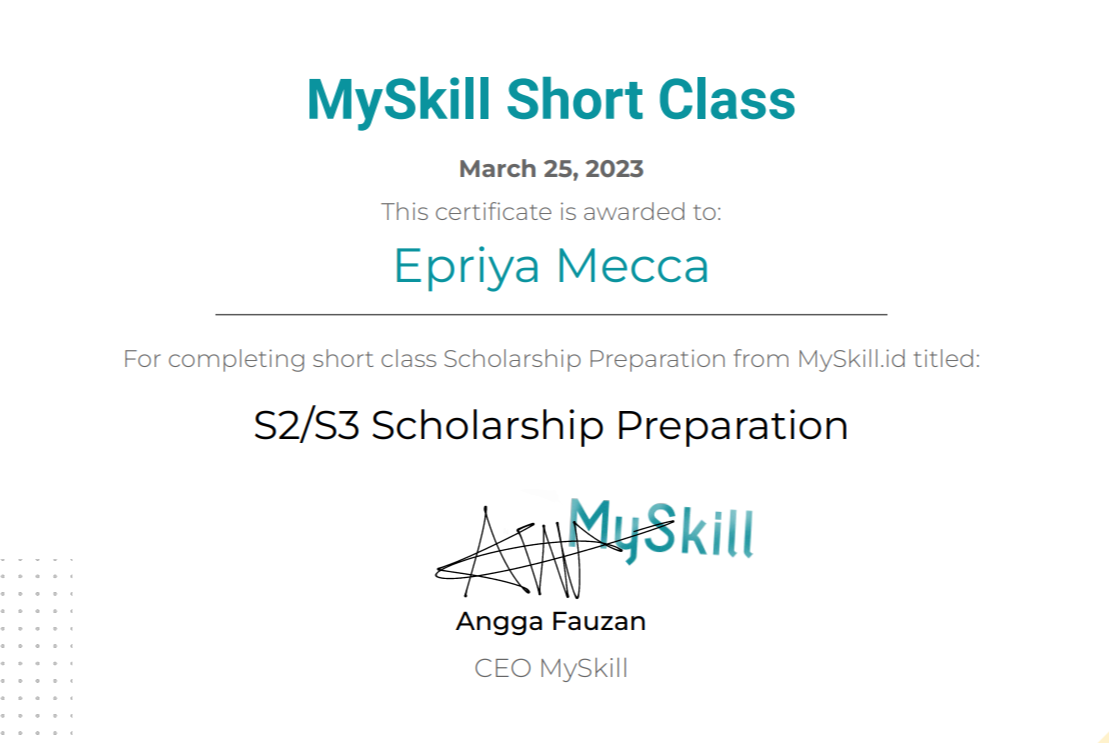 MySkill Short Class
March 25, 2023
This certificate is awarded to:
Epriya Mecca
For completing short class Scholarship Preparation from MySkill.id titled:
S2/S3 Scholarship Preparation
MySkill
Angga Fauzan
CEO MySkill